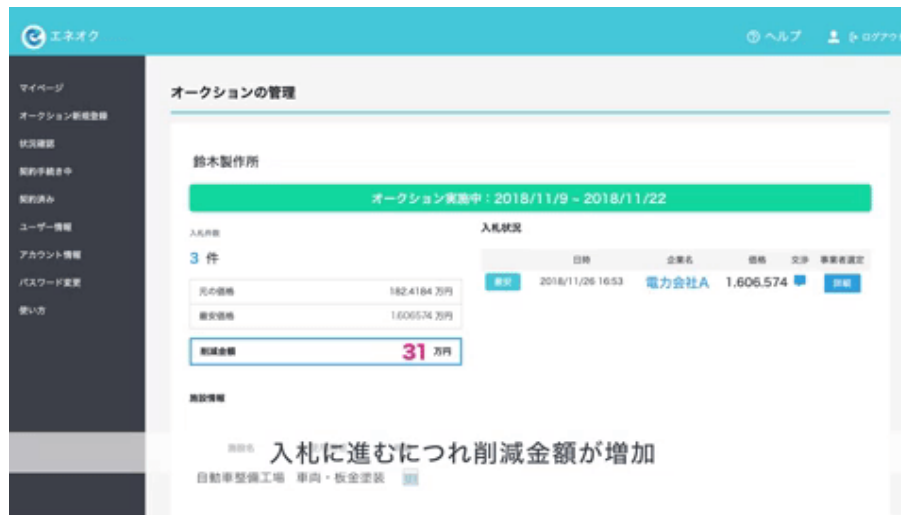 エネオク
ヘルプ
ログアウ
マイページ
オークション新規登録
状況確認
契約手続き中
契約済み
ユーザー情報
アカウント情報
パスワード変更
使い方
オークションの管理
鈴木製作所
オークション実施中：2018/11/9 ~ 2018/11/22
入札件数
3 件
元の価格 182.4184 万円
最安価格 1.606574 万円
削減金額 31 万円
入札状況
日時 企業名 価格 交渉 事業者選定
最安 2018/11/26 16:53 電力会社A 1.606.574 詳細
施設情報
施設名
入札に進むにつれ削減金額が増加
自動車整備工場 車両・板金塗装